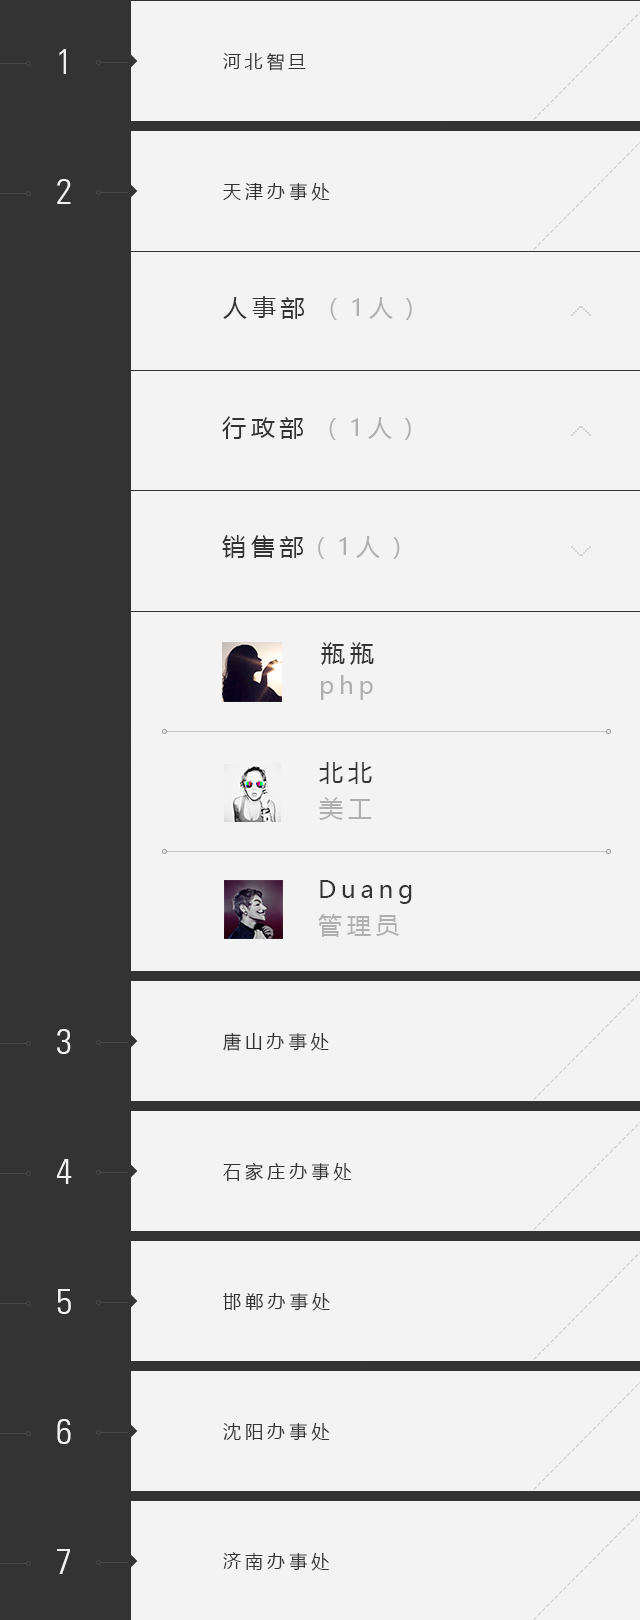 1
河北智旦
2
天津办事处
人事部 ( 1人 )
行政部 ( 1人 )
销售部 ( 1人 )
瓶瓶
php
北北
美工
Duang
管理员
3
唐山办事处
4
石家庄办事处
5
邯郸办事处
6
沈阳办事处
7
济南办事处